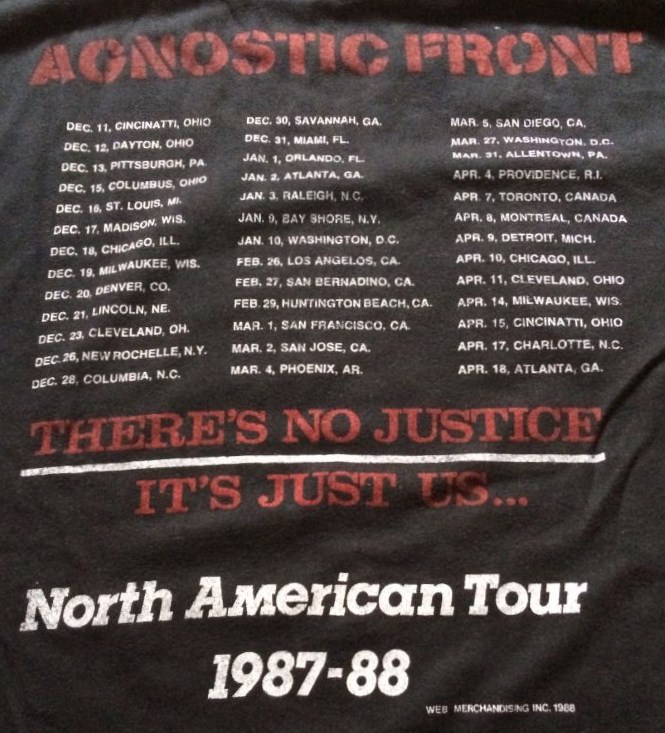 AGNOSTIC FRONT
DEC. 11, CINCINATTI, OHIO
DEC. 12, DAYTON, OHIO
DEC. 13, PITTSBURGH, PA.
DEC. 15, COLUMBUS, OHIO
DEC. 16, ST. LOUIS, MI.
DEC. 17, MADISON, WIS.
DEC. 18, CHICAGO, ILL.
DEC. 19, MILWAUKEE, WIS.
DEC. 20, DENVER, CO.
DEC. 21, LINCOLN, NE.
DEC. 23, CLEVELAND, OH.
DEC. 26, NEW ROCHELLE, N.Y.
DEC. 28, COLUMBIA, N.C.
DEC. 30, SAVANNAH, GA.
DEC. 31, MIAMI, FL.
JAN. 1, ORLANDO, FL.
JAN. 2, ATLANTA, GA.
JAN. 3, RALEIGH, N.C.
JAN. 9, BAY SHORE, N.Y.
JAN. 10, WASHINGTON, D.C.
FEB. 26, LOS ANGELOS, CA.
FEB. 27, SAN BERNADINO, CA.
FEB. 29, HUNTINGTON BEACH, CA.
MAR. 1, SAN FRANCISCO, CA.
MAR. 2, SAN JOSE, CA.
MAR. 4, PHOENIX, AR.
MAR. 5, SAN DIEGO, CA.
MAR. 27, WASHINGTON, D.C.
MAR. 31, ALLENTOWN, PA.
APR. 4, PROVIDENCE, R.I.
APR. 7, TORONTO, CANADA
APR. 8, MONTREAL, CANADA
APR. 9, DETROIT, MICH.
APR. 10, CHICAGO, ILL.
APR. 11, CLEVELAND, OHIO
APR. 14, MILWAUKEE, WIS.
APR. 15, CINCINATTI, OHIO
APR. 17, CHARLOTTE, N.C.
APR. 18, ATLANTA, GA.
THERE'S NO JUSTICE
IT'S JUST US...
North American Tour
1987-88
WEB MERCHANDISING INC. 1988